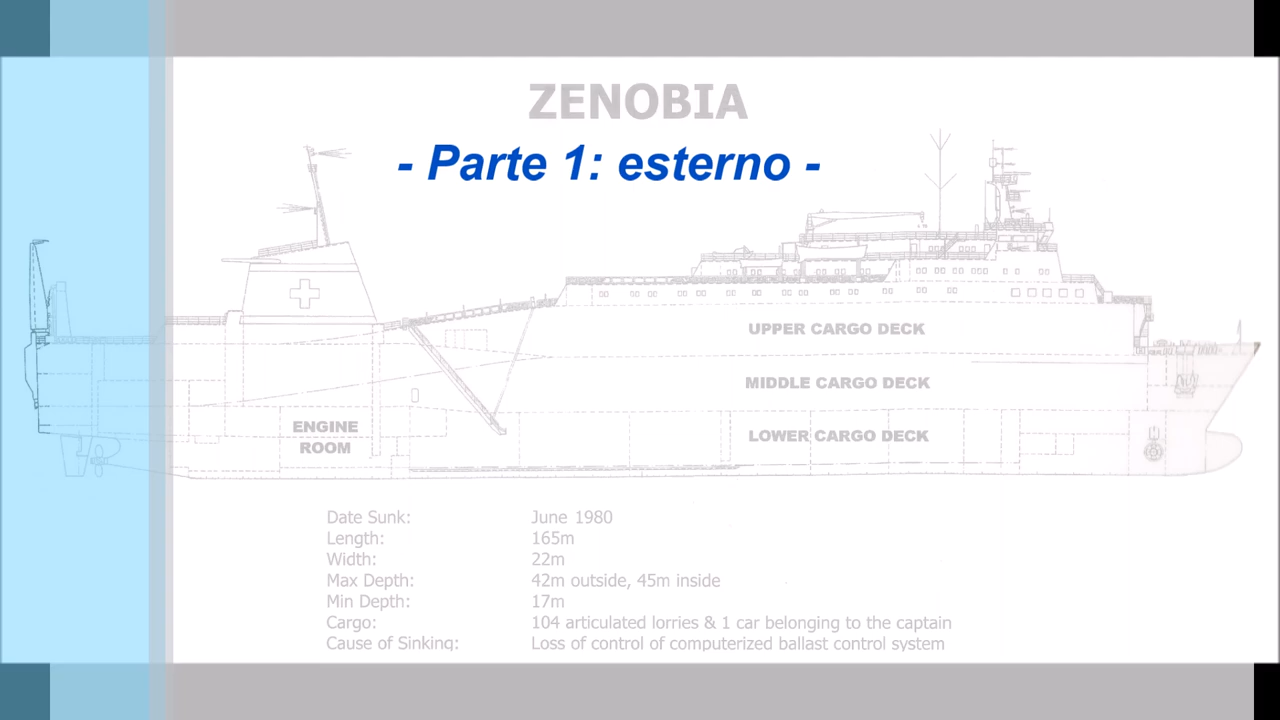 ZENOBIA
- Parte 1: esterno -
UPPER CARGO DECK
MIDDLE CARGO DECK
LOWER CARGO DECK
ENGINE
ROOM
Date Sunk: June 1980
Length: 165m
Width: 22m
Max Depth: 42m outside, 45m inside
Min Depth: 17m
Cargo: 104 articulated lorries & 1 car belonging to the captain
Cause of Sinking: Loss of control of computerized ballast control system